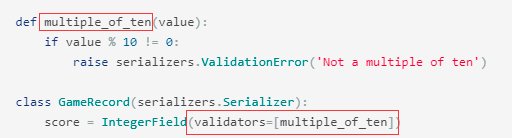 def multiple_of_ten(value):
    if value % 10 != 0:
        raise serializers.ValidationError('Not a multiple of ten')
class GameRecord(serializers.Serializer):
    score = IntegerField(validators=[multiple_of_ten])